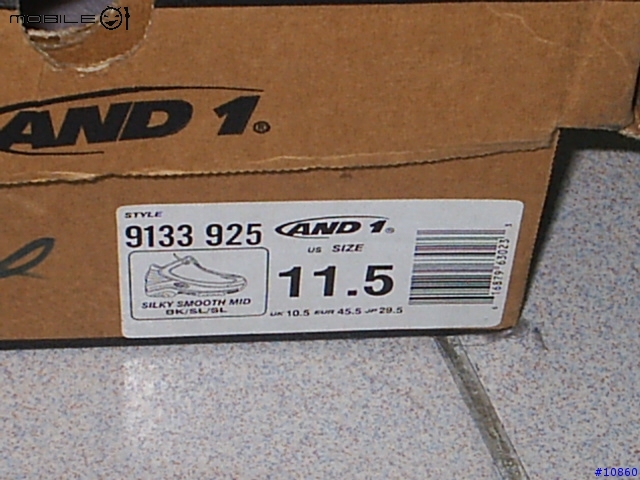 MOBILE01
AND 1®
STYLE
9133 925
AND 1®
US SIZE
11.5
SILKY SMOOTH MID
BK/SL/SL
UK 10.5 EUR 45.5 JP 29.5
#10860